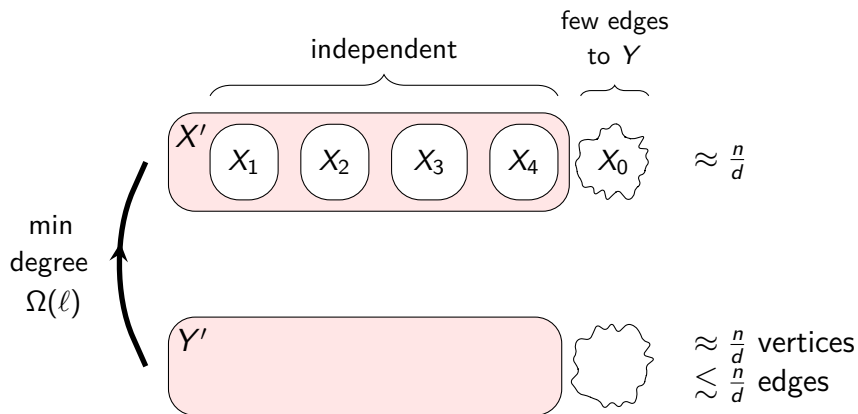 independent
few edges
to Y
X′
X₁ X₂ X₃ X₄ X₀
≈ n/d
min
degree
Ω(ℓ)
Y′
≈ n/d vertices
≲ n/d edges